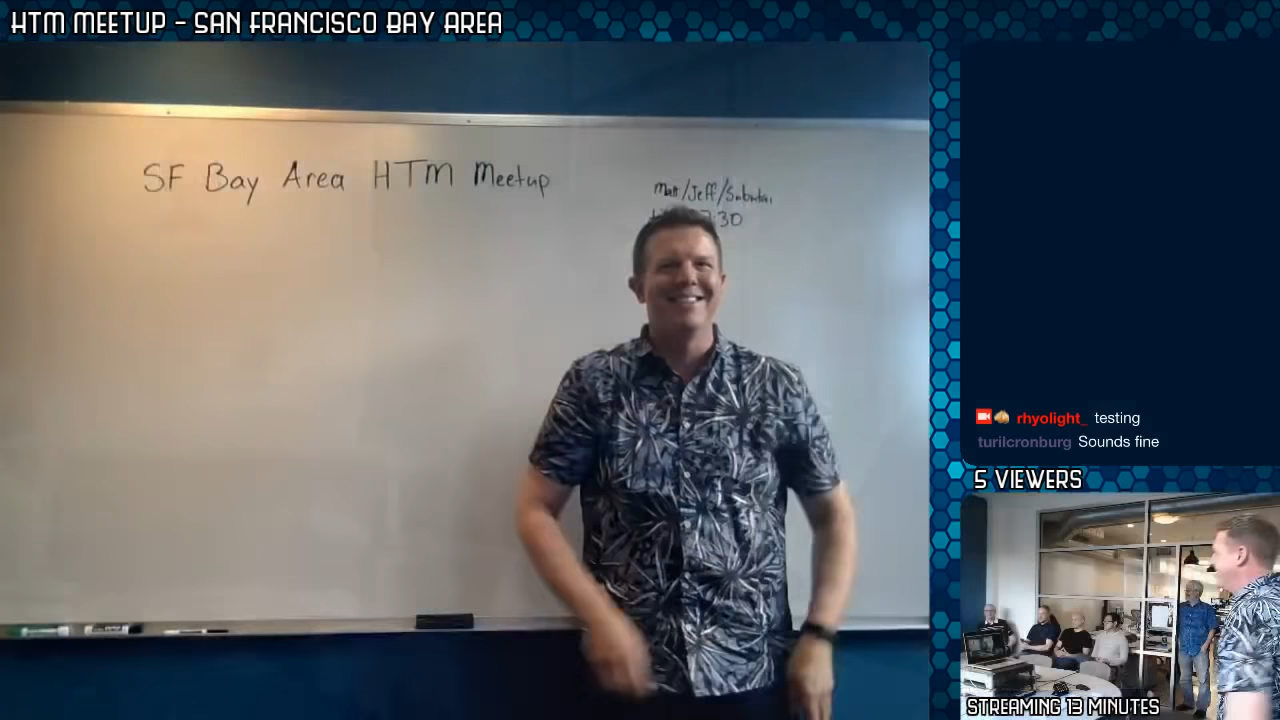 HTM MEETUP - SAN FRANCISCO BAY AREA
SF Bay Area HTM Meetup
Matt/Jeff/Subutai
:30
rhyolight_ testing
turilcronburg Sounds fine
5 VIEWERS
STREAMING 13 MINUTES